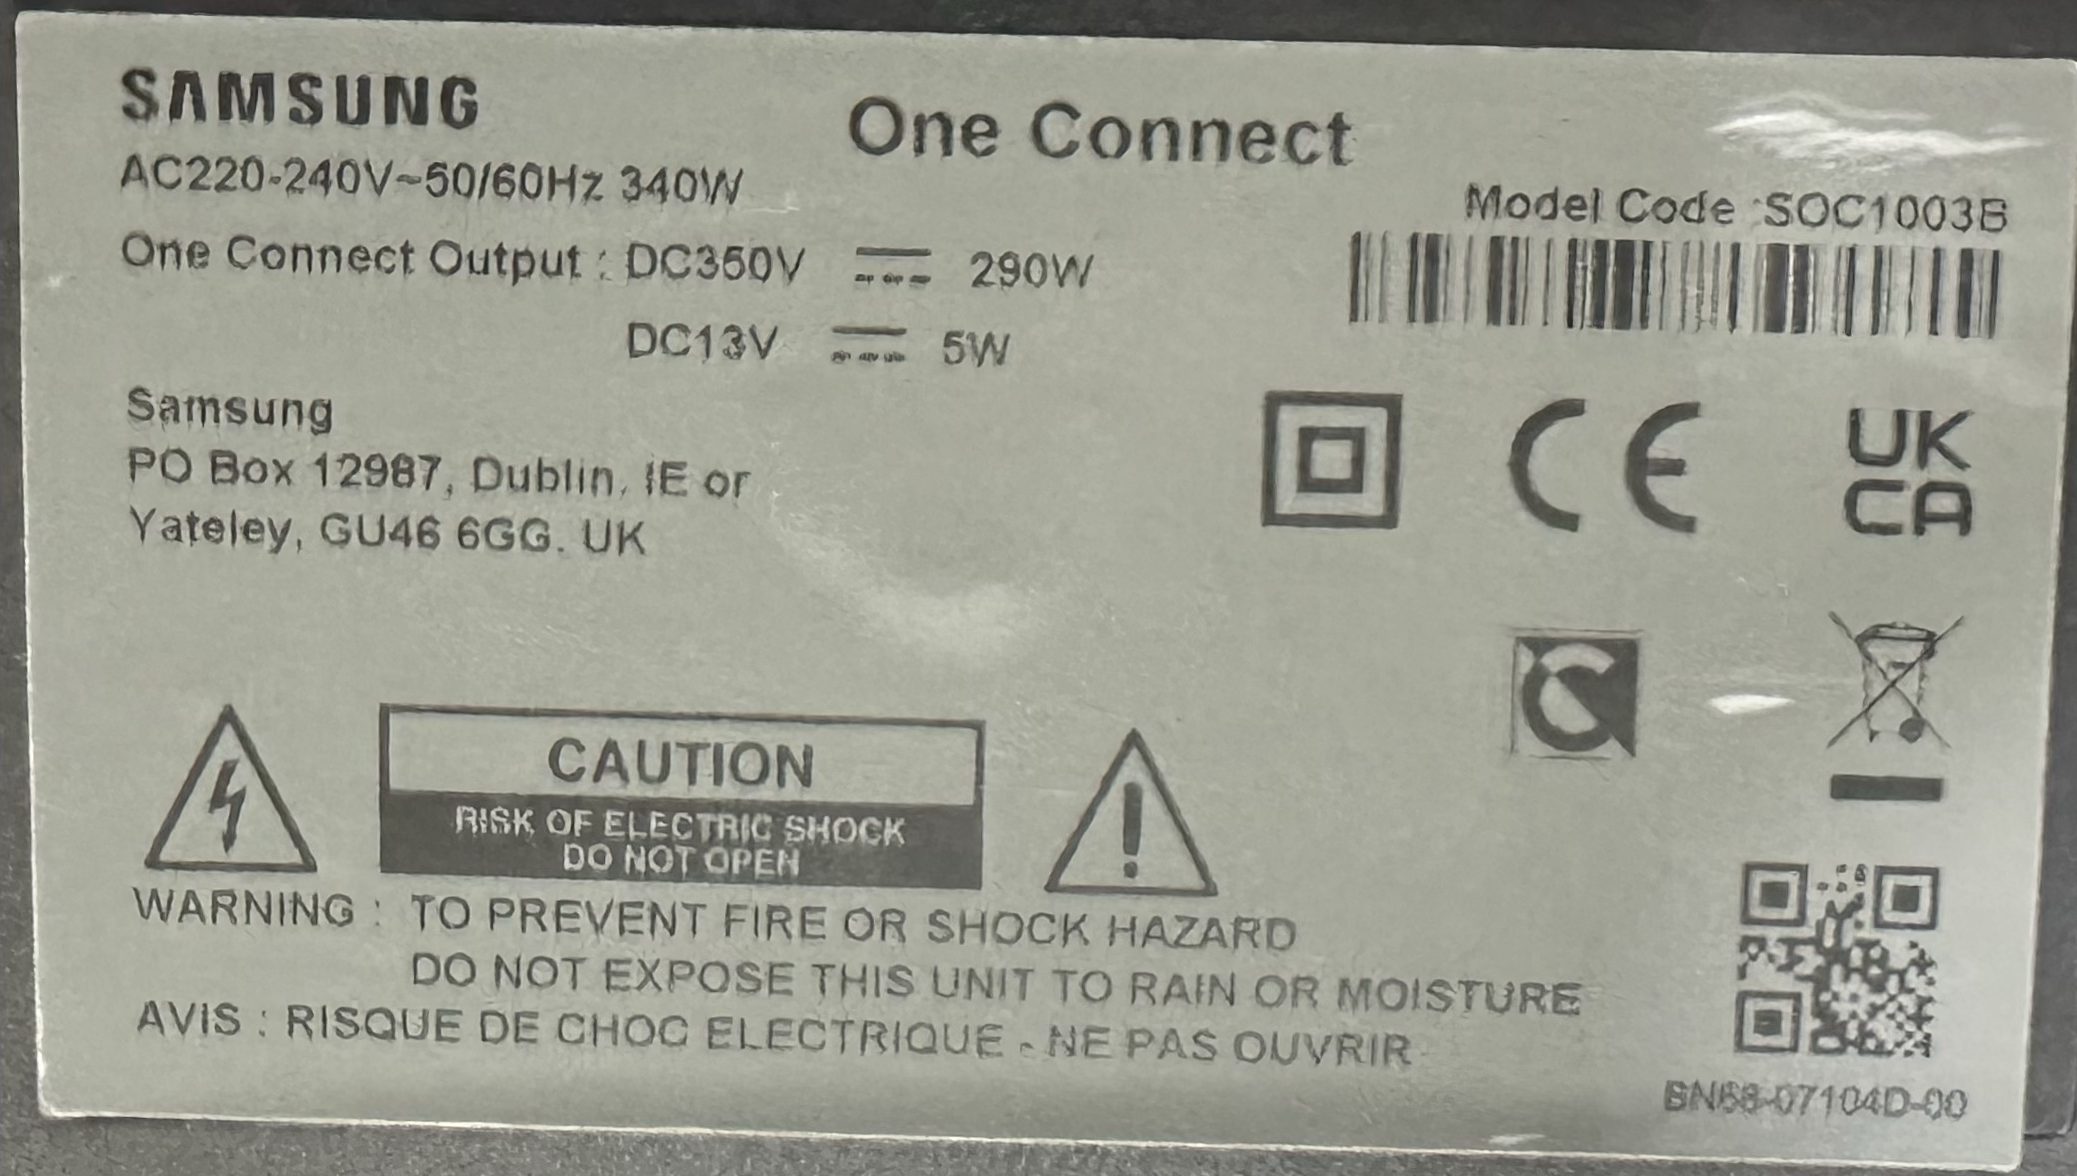 SAMSUNG
One Connect
AC220-240V~50/60Hz 340W
Model Code :SOC1003B
One Connect Output : DC350V ⎓ 290W
DC13V ⎓ 5W
Samsung
PO Box 12987, Dublin. IE or
Yateley, GU46 6GG. UK
CE
UK
CA
CAUTION
RISK OF ELECTRIC SHOCK
DO NOT OPEN
WARNING : TO PREVENT FIRE OR SHOCK HAZARD
DO NOT EXPOSE THIS UNIT TO RAIN OR MOISTURE
AVIS : RISQUE DE CHOC ELECTRIQUE - NE PAS OUVRIR
BN68-07104D-00